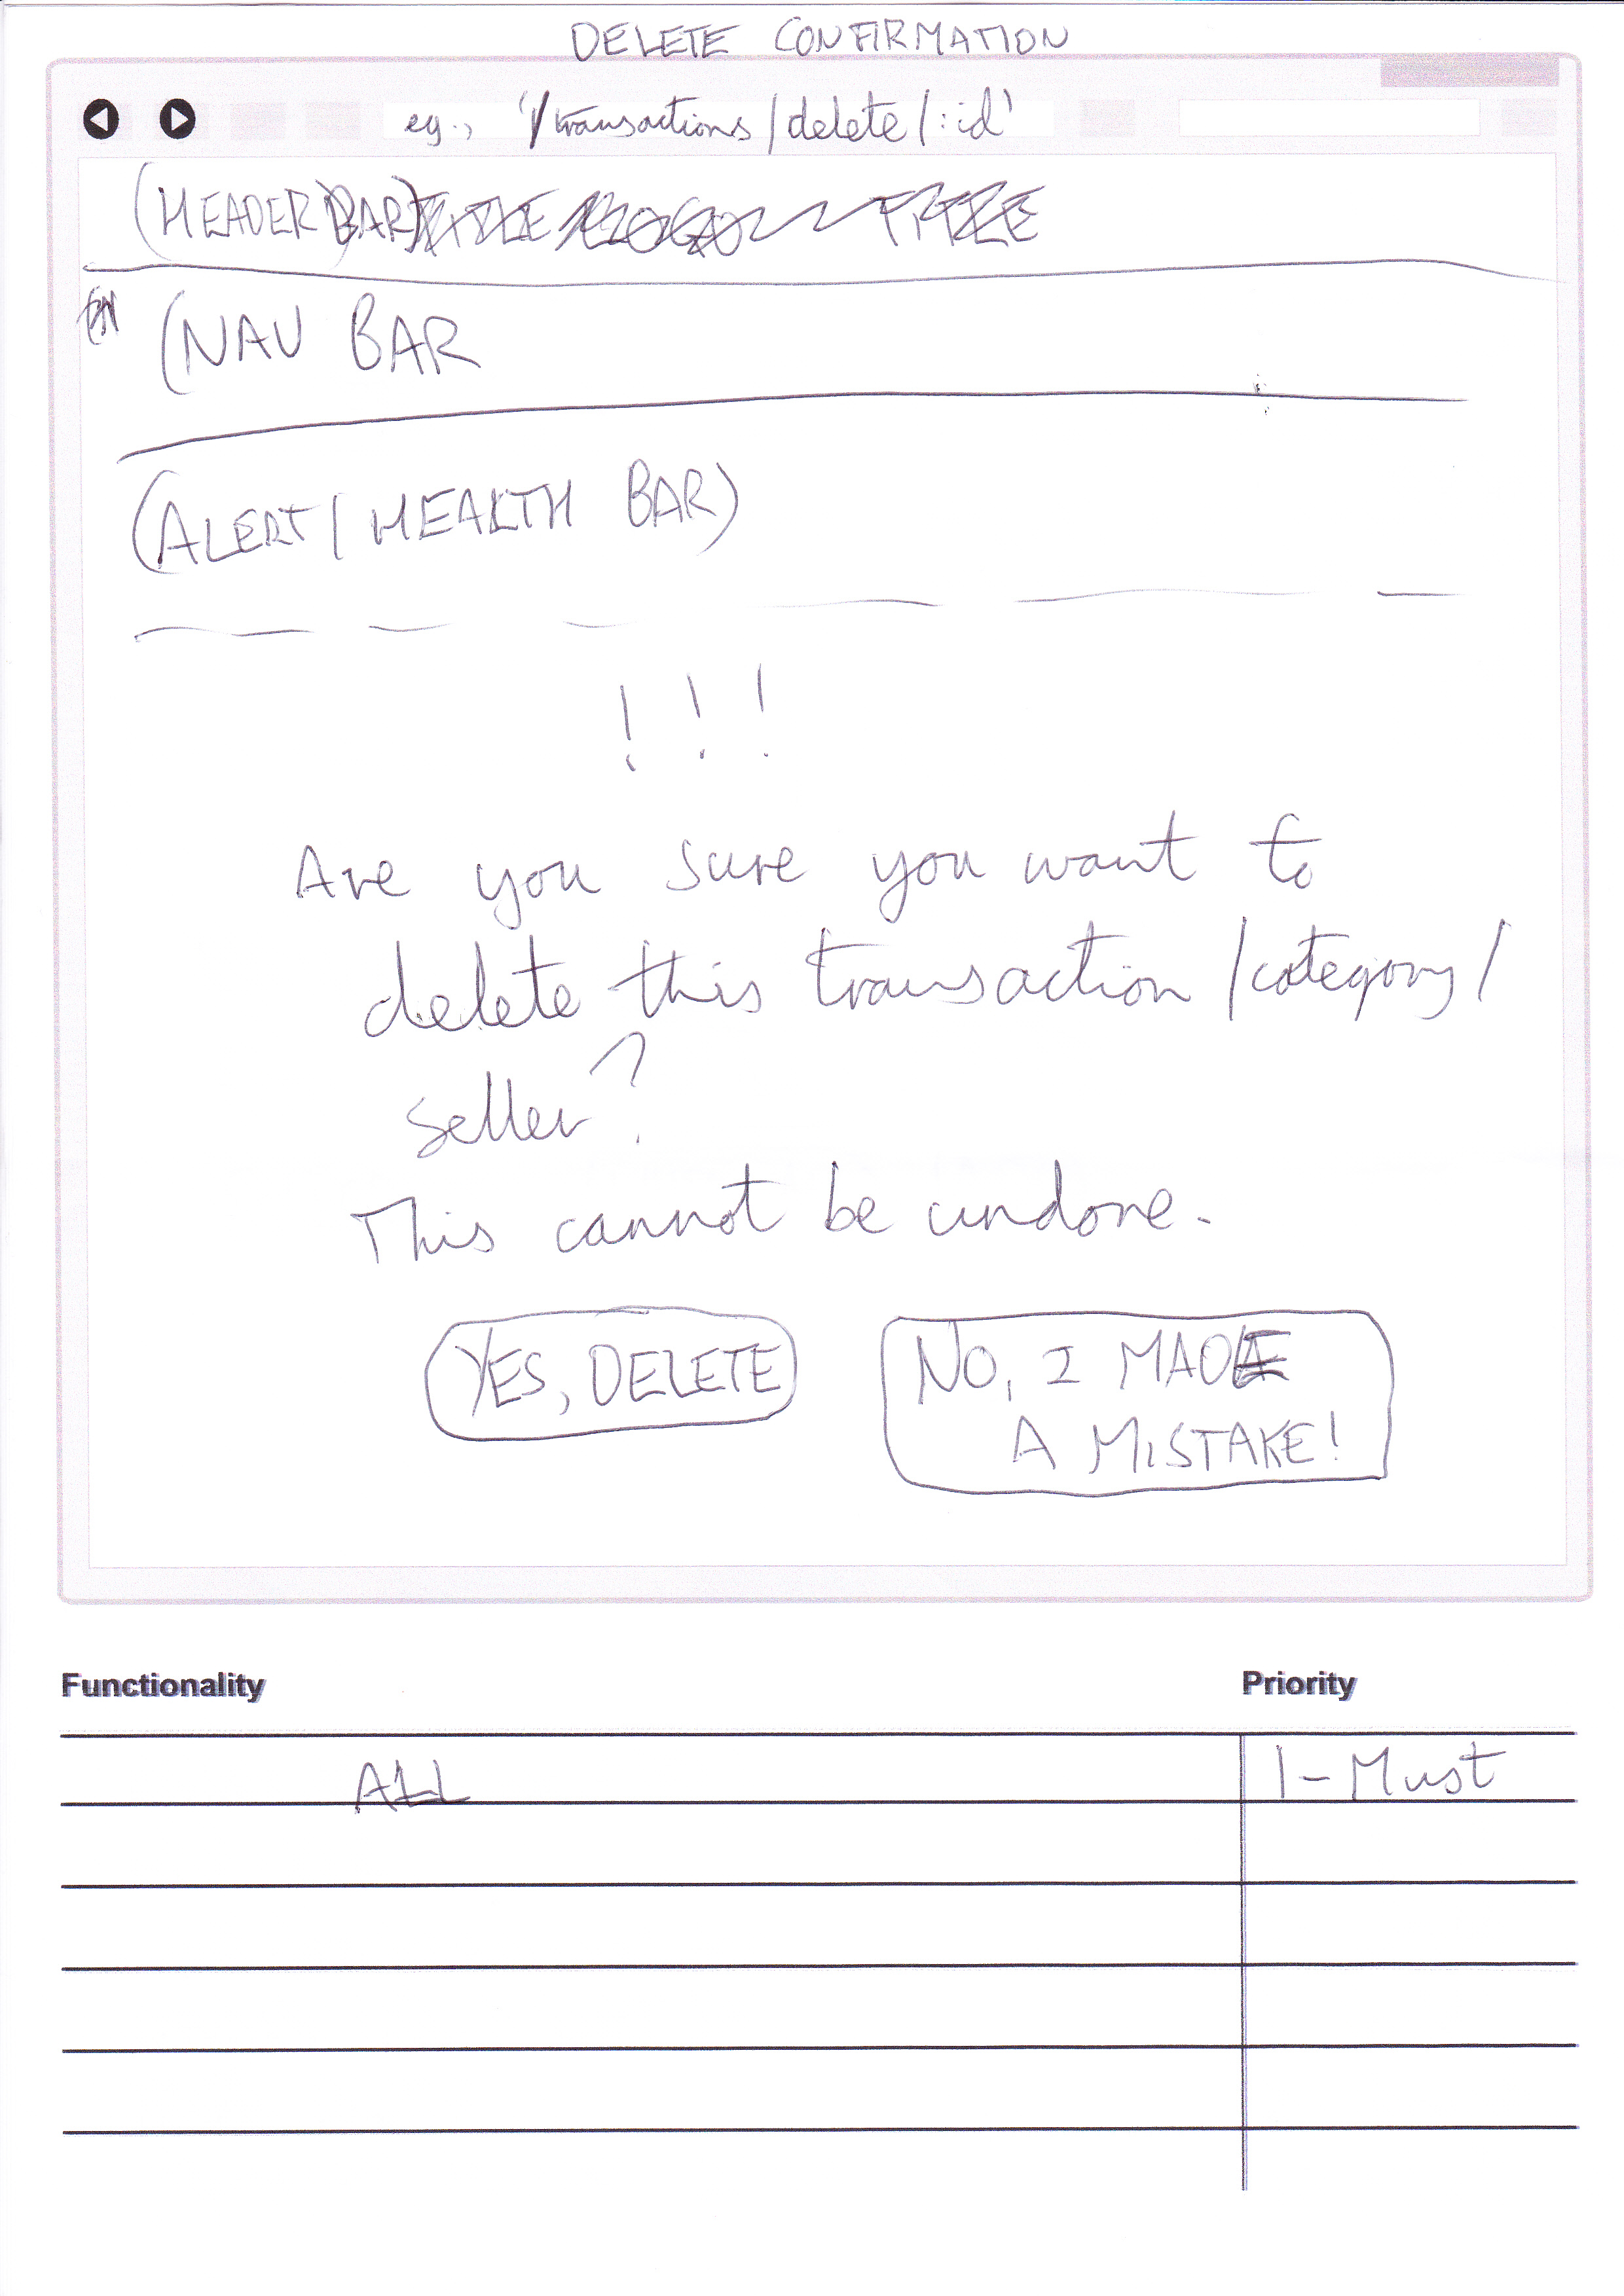 DELETE CONFIRMATION
eg., '/transactions/delete/:id'
(HEADER BAR)
(NAV BAR
(ALERT/HEALTH BAR)
! ! !
Are you sure you want to
delete this transaction/category/
seller?
This cannot be undone.
YES, DELETE
NO, I MADE
A MISTAKE!
Functionality Priority
ALL 1-Must